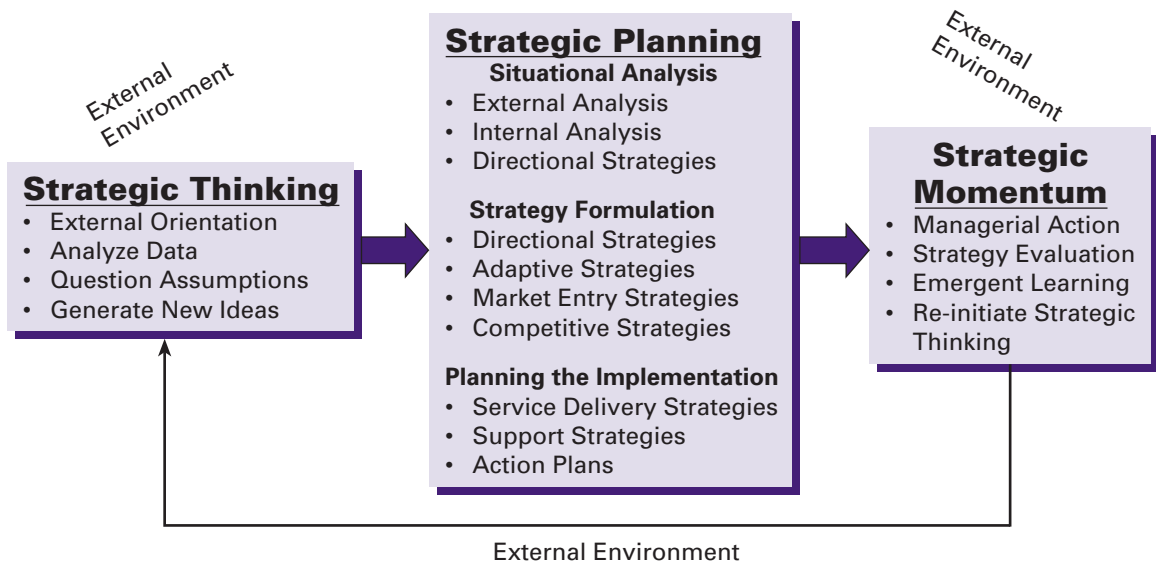 External
Environment
Strategic Thinking
• External Orientation
• Analyze Data
• Question Assumptions
• Generate New Ideas
Strategic Planning
Situational Analysis
• External Analysis
• Internal Analysis
• Directional Strategies
Strategy Formulation
• Directional Strategies
• Adaptive Strategies
• Market Entry Strategies
• Competitive Strategies
Planning the Implementation
• Service Delivery Strategies
• Support Strategies
• Action Plans
External
Environment
Strategic
Momentum
• Managerial Action
• Strategy Evaluation
• Emergent Learning
• Re-initiate Strategic
Thinking
External Environment